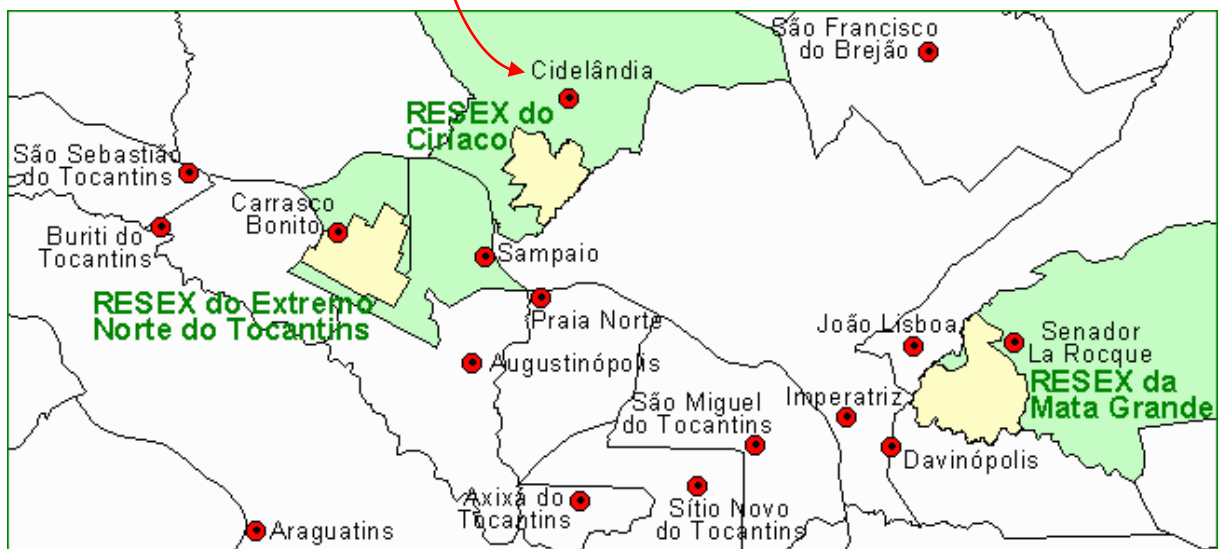 São Francisco
do Brejão
Cidelândia
RESEX do
Ciríaco
São Sebastião
do Tocantins
Carrasco
Bonito
Buriti do
Tocantins
Sampaio
RESEX do Extremo
Norte do Tocantins
Praia Norte
João Lisboa
Senador
La Rocque
Augustinópolis
RESEX da
Mata Grande
São Miguel
do Tocantins
Imperatriz
Davinópolis
Axixá do
Tocantins
Sítio Novo
do Tocantins
Araguatins